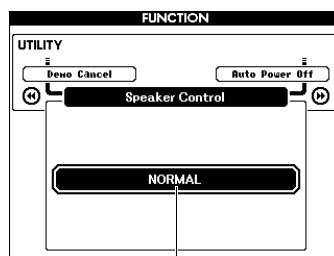 FUNCTION
UTILITY
Demo Cancel Auto Power Off
Speaker Control
NORMAL